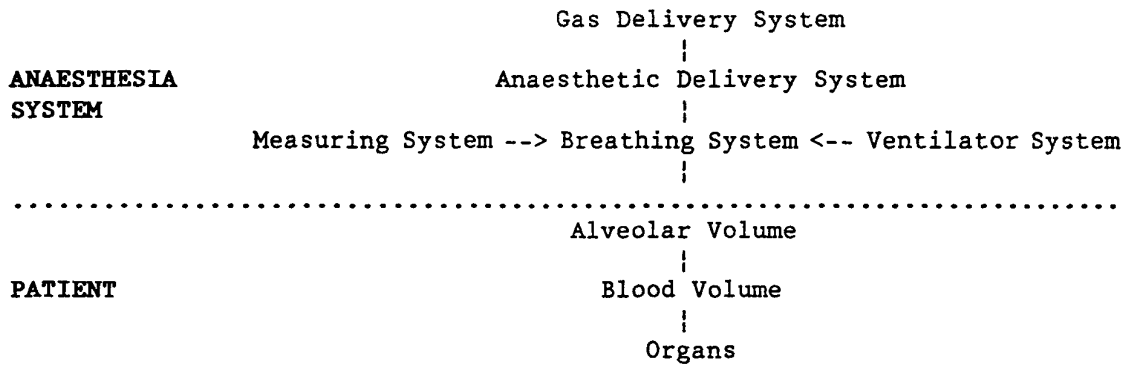 Gas Delivery System
ANAESTHESIA Anaesthetic Delivery System
SYSTEM
Measuring System --> Breathing System <-- Ventilator System
Alveolar Volume
PATIENT Blood Volume
Organs